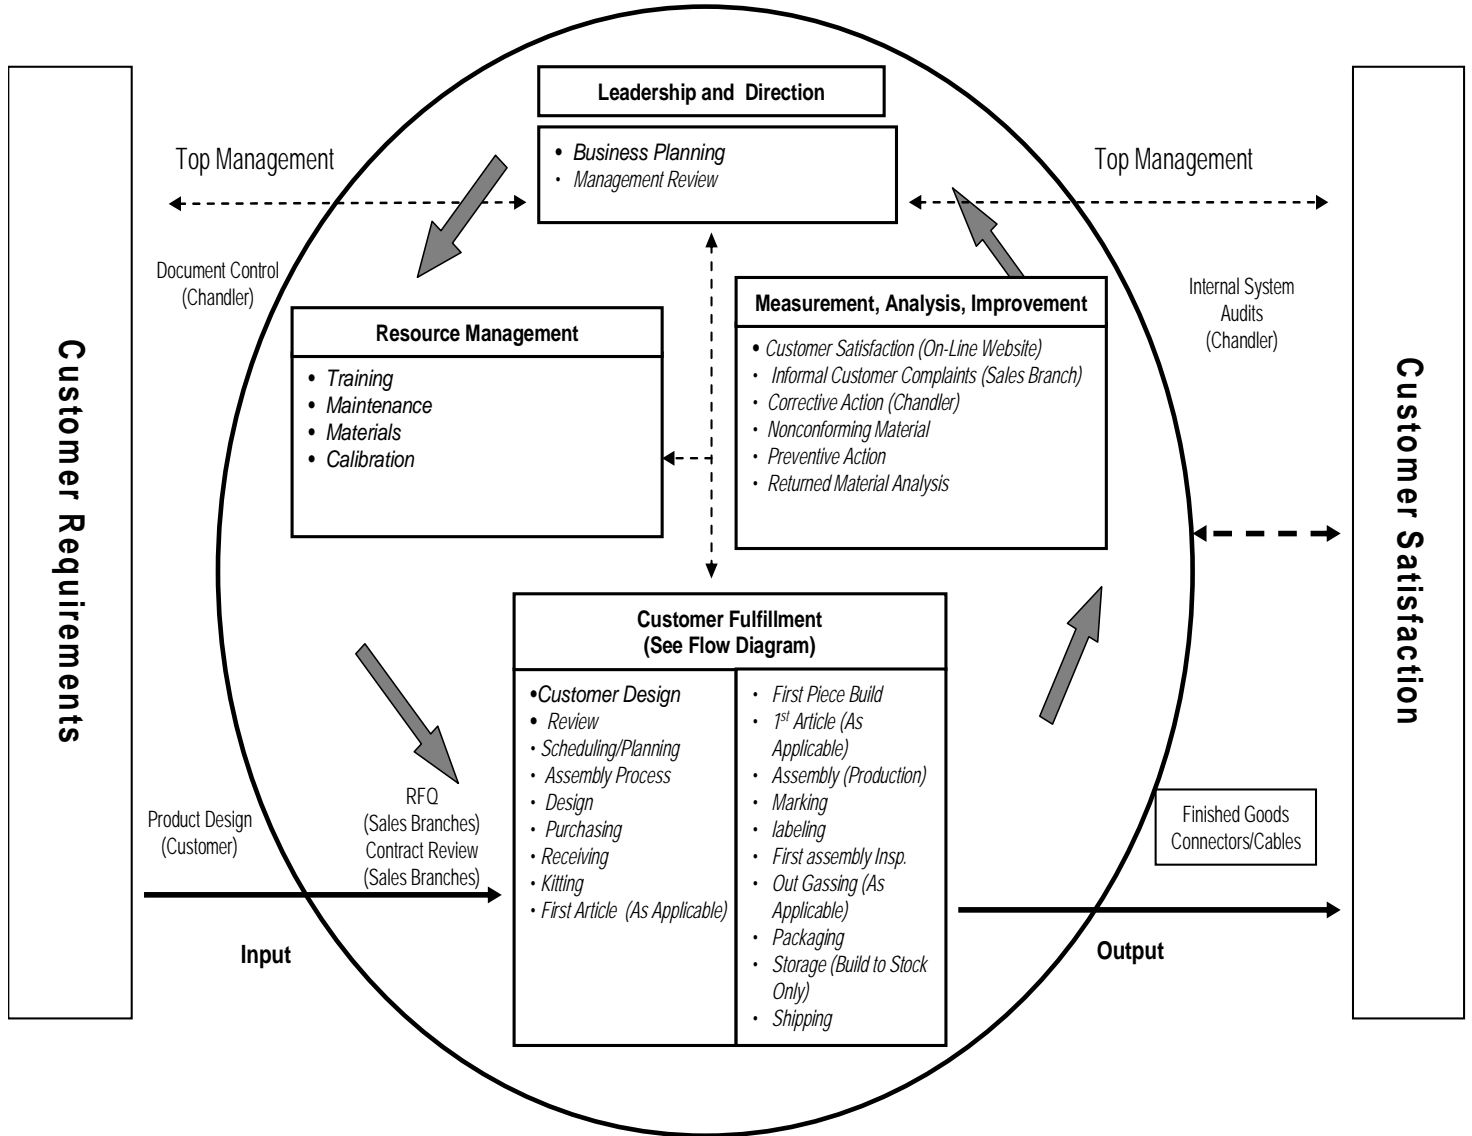 Leadership and Direction
• Business Planning
• Management Review
Top Management
Top Management
Document Control
(Chandler)
Internal System
Audits
(Chandler)
Customer Requirements
Resource Management
• Training
• Maintenance
• Materials
• Calibration
Measurement, Analysis, Improvement
• Customer Satisfaction (On-Line Website)
• Informal Customer Complaints (Sales Branch)
• Corrective Action (Chandler)
• Nonconforming Material
• Preventive Action
• Returned Material Analysis
Customer Satisfaction
Customer Fulfillment
(See Flow Diagram)
•Customer Design
• Review
• Scheduling/Planning
• Assembly Process
• Design
• Purchasing
• Receiving
• Kitting
• First Article (As Applicable)
• First Piece Build
• 1st Article (As
Applicable)
• Assembly (Production)
• Marking
• labeling
• First assembly Insp.
• Out Gassing (As
Applicable)
• Packaging
• Storage (Build to Stock
Only)
• Shipping
Product Design
(Customer)
RFQ
(Sales Branches)
Contract Review
(Sales Branches)
Input
Finished Goods
Connectors/Cables
Output